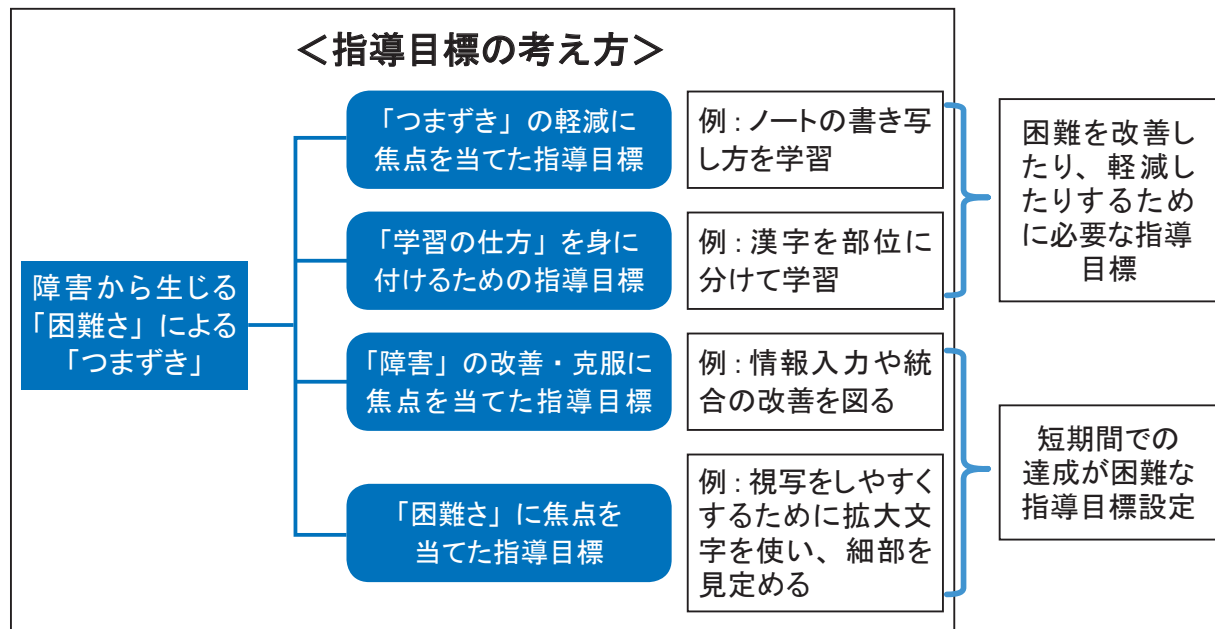 ＜指導目標の考え方＞
障害から生じる
「困難さ」による
「つまずき」
「つまずき」の軽減に
焦点を当てた指導目標
例：ノートの書き写
し方を学習
「学習の仕方」を身に
付けるための指導目標
例：漢字を部位に
分けて学習
困難を改善し
たり、軽減し
たりするため
に必要な指導
目標
「障害」の改善・克服に
焦点を当てた指導目標
例：情報入力や統
合の改善を図る
「困難さ」に焦点を
当てた指導目標
例：視写をしやすく
するために拡大文
字を使い、細部を
見定める
短期間での
達成が困難な
指導目標設定